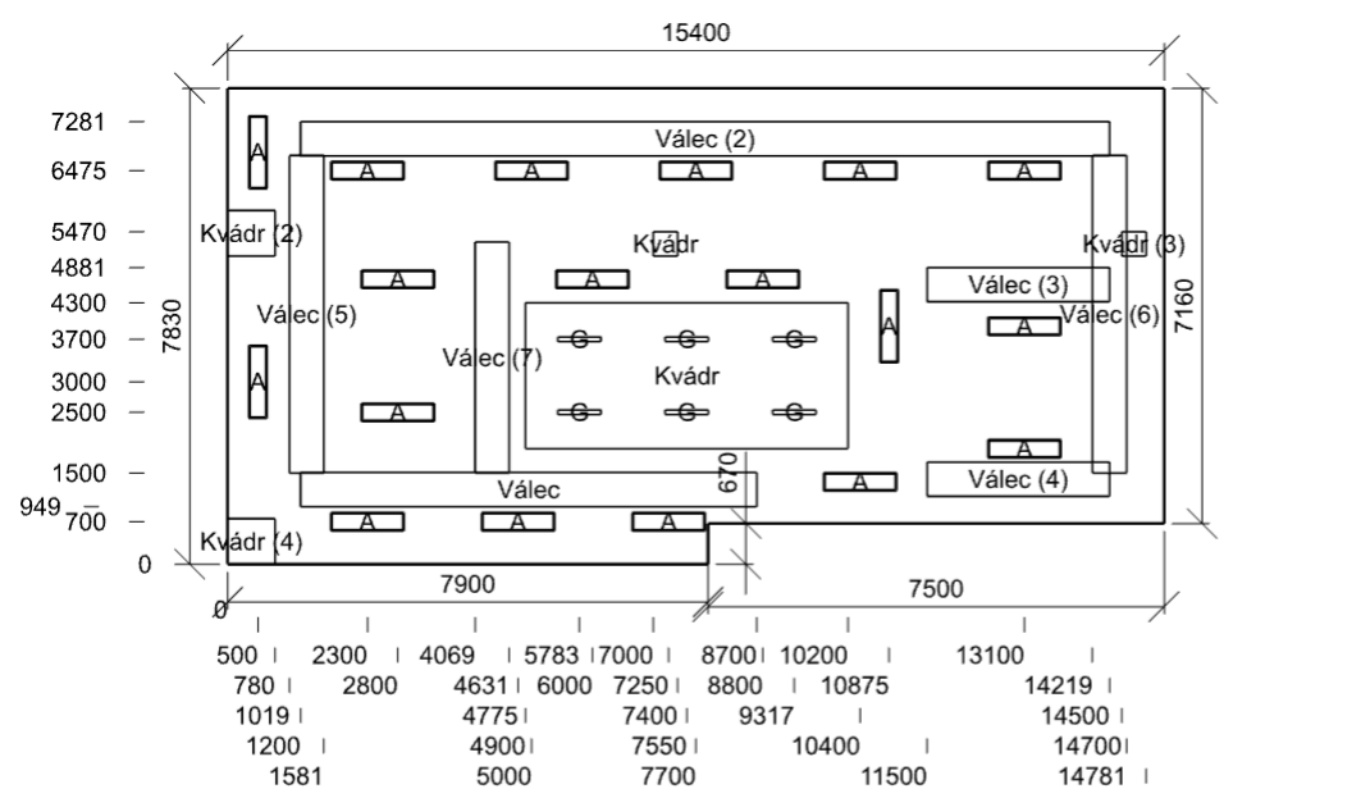 15400
7281
Válec (2)
A
6475
A A A A A
Kvádr (2)
5470
Kvádr
Kvádr (3)
4881
A A A
Válec (3)
4300
7830
7160
Válec (5)
Válec (6)
A
A
3700
G G G
Válec (7)
Kvádr
3000
A
2500
A
G G G
A
1500
670
A
Válec (4)
Válec
949
700
A A A
Kvádr (4)
0
7900
7500
0
500 2300 4069 5783 7000 8700 10200 13100
780 2800 4631 6000 7250 8800 10875 14219
1019 4775 7400 9317 14500
1200 4900 7550 10400 14700
1581 5000 7700 11500 14781